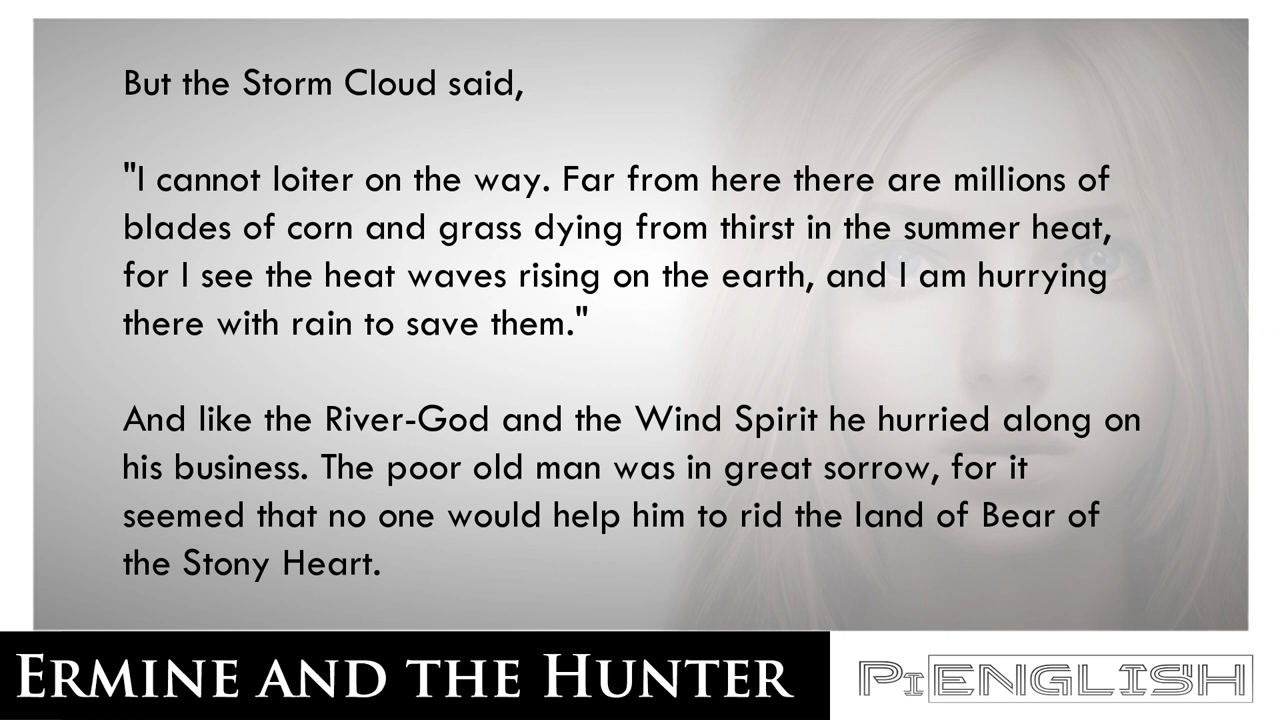 But the Storm Cloud said,
"I cannot loiter on the way. Far from here there are millions of
blades of corn and grass dying from thirst in the summer heat,
for I see the heat waves rising on the earth, and I am hurrying
there with rain to save them."
And like the River-God and the Wind Spirit he hurried along on
his business. The poor old man was in great sorrow, for it
seemed that no one would help him to rid the land of Bear of
the Stony Heart.
ERMINE AND THE HUNTER
PIENGLISH